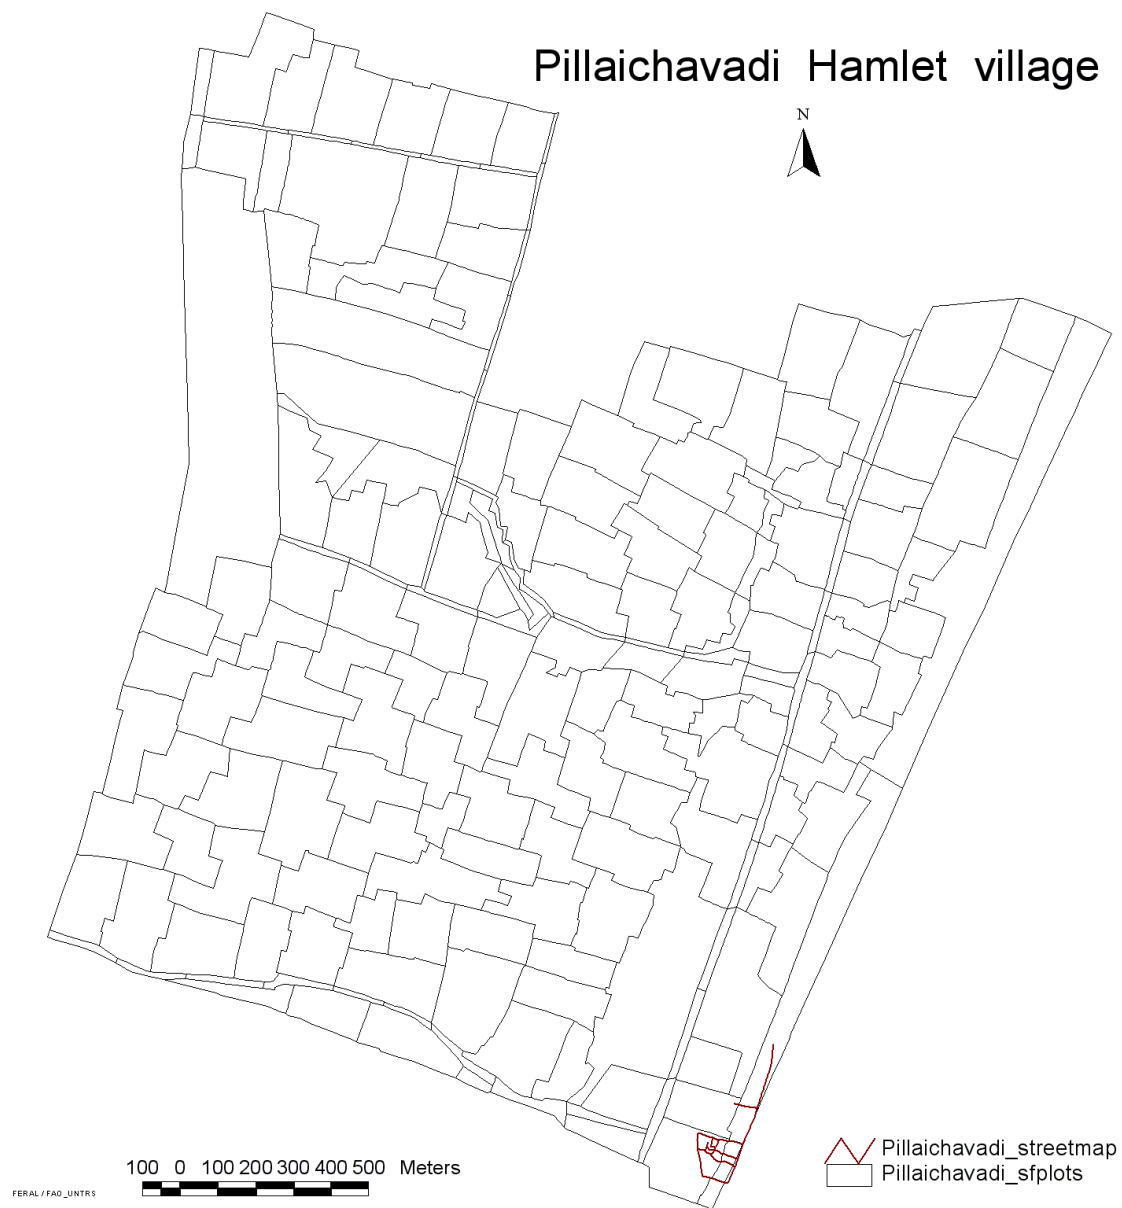 Pillaichavadi Hamlet village
N
100 0 100 200 300 400 500 Meters
Pillaichavadi_streetmap
Pillaichavadi_sfplots
FERAL / FAO_UNTRS